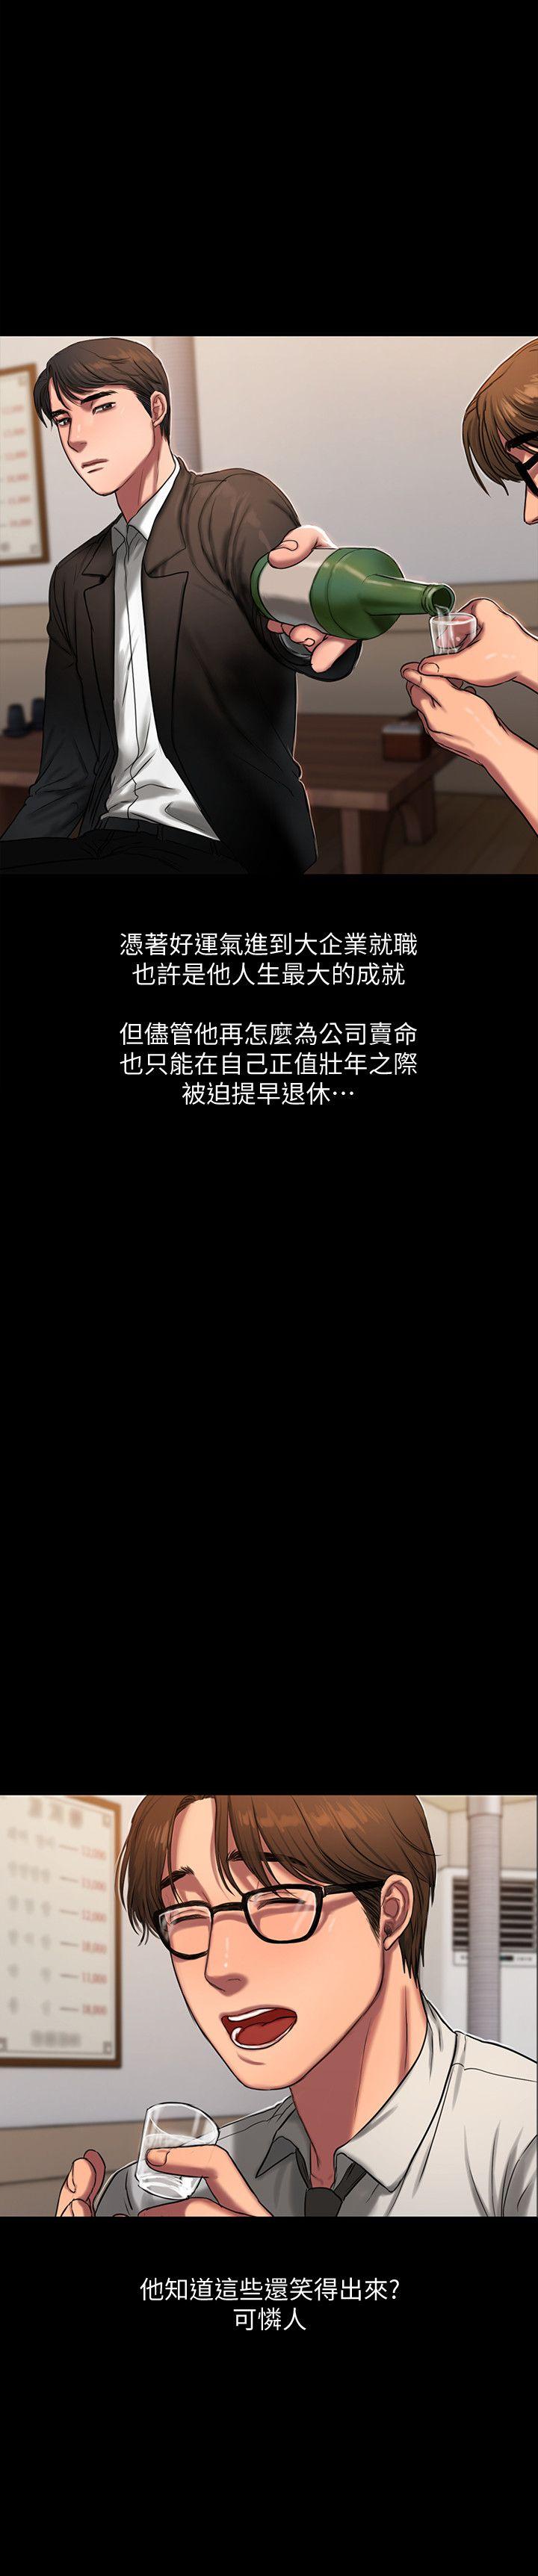 憑著好運氣進到大企業就職
也許是他人生最大的成就
但儘管他再怎麼為公司賣命
也只能在自己正值壯年之際
被迫提早退休…
他知道這些還笑得出來?
可憐人